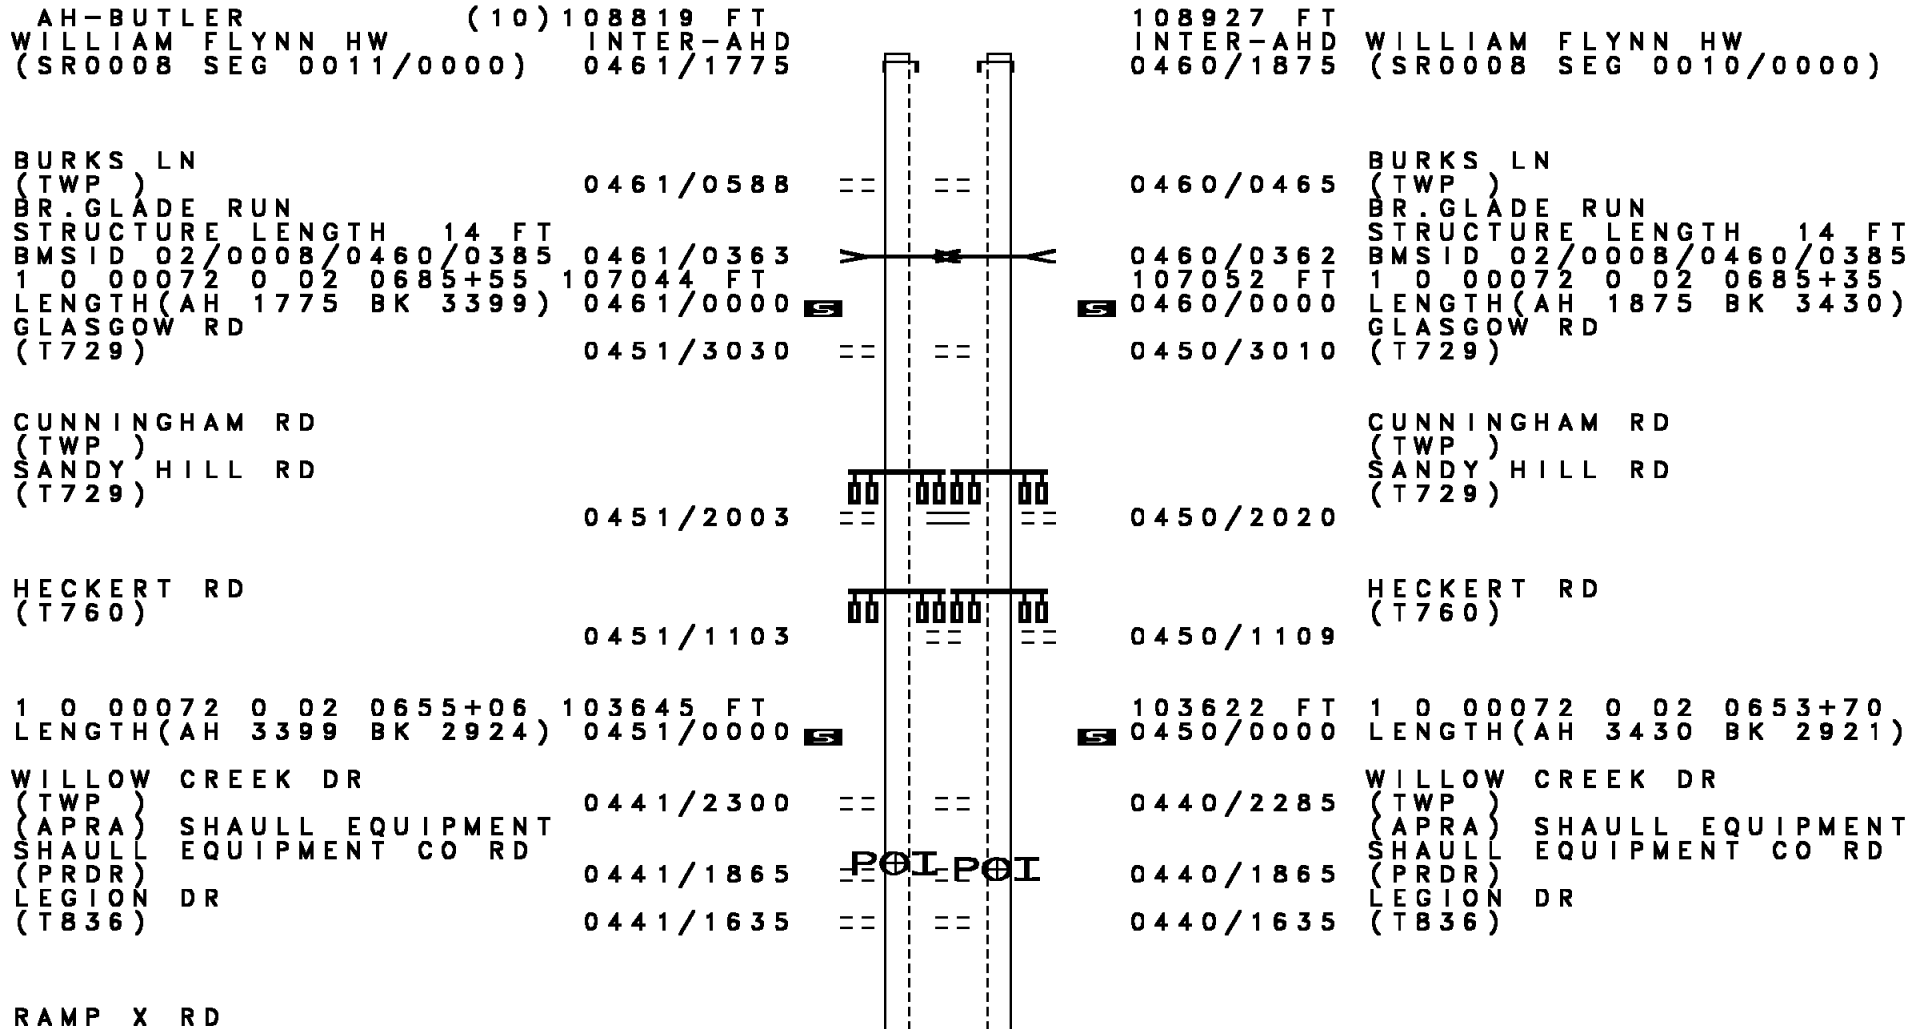 AH-BUTLER (10)108819 FT 108927 FT
WILLIAM FLYNN HW INTER-AHD INTER-AHD WILLIAM FLYNN HW
(SR0008 SEG 0011/0000) 0461/1775 0460/1875 (SR0008 SEG 0010/0000)
BURKS LN BURKS LN
(TWP ) 0461/0588 0460/0465 (TWP )
BR.GLADE RUN BR.GLADE RUN
STRUCTURE LENGTH 14 FT STRUCTURE LENGTH 14 FT
BMSID 02/0008/0460/0385 0461/0363 0460/0362 BMSID 02/0008/0460/0385
1 0 00072 0 02 0685+55 107044 FT 107052 FT 1 0 00072 0 02 0685+35
LENGTH(AH 1775 BK 3399) 0461/0000 S S 0460/0000 LENGTH(AH 1875 BK 3430)
GLASGOW RD GLASGOW RD
(T729) 0451/3030 0450/3010 (T729)
CUNNINGHAM RD CUNNINGHAM RD
(TWP ) (TWP )
SANDY HILL RD SANDY HILL RD
(T729) (T729)
0451/2003 0450/2020
HECKERT RD HECKERT RD
(T760) (T760)
0451/1103 0450/1109
1 0 00072 0 02 0655+06 103645 FT 103622 FT 1 0 00072 0 02 0653+70
LENGTH(AH 3399 BK 2924) 0451/0000 S S 0450/0000 LENGTH(AH 3430 BK 2921)
WILLOW CREEK DR WILLOW CREEK DR
(TWP ) 0441/2300 0440/2285 (TWP )
(APRA) SHAULL EQUIPMENT (APRA) SHAULL EQUIPMENT
SHAULL EQUIPMENT CO RD POI POI SHAULL EQUIPMENT CO RD
(PRDR) 0441/1865 0440/1865 (PRDR)
LEGION DR LEGION DR
(T836) 0441/1635 0440/1635 (T836)
RAMP X RD